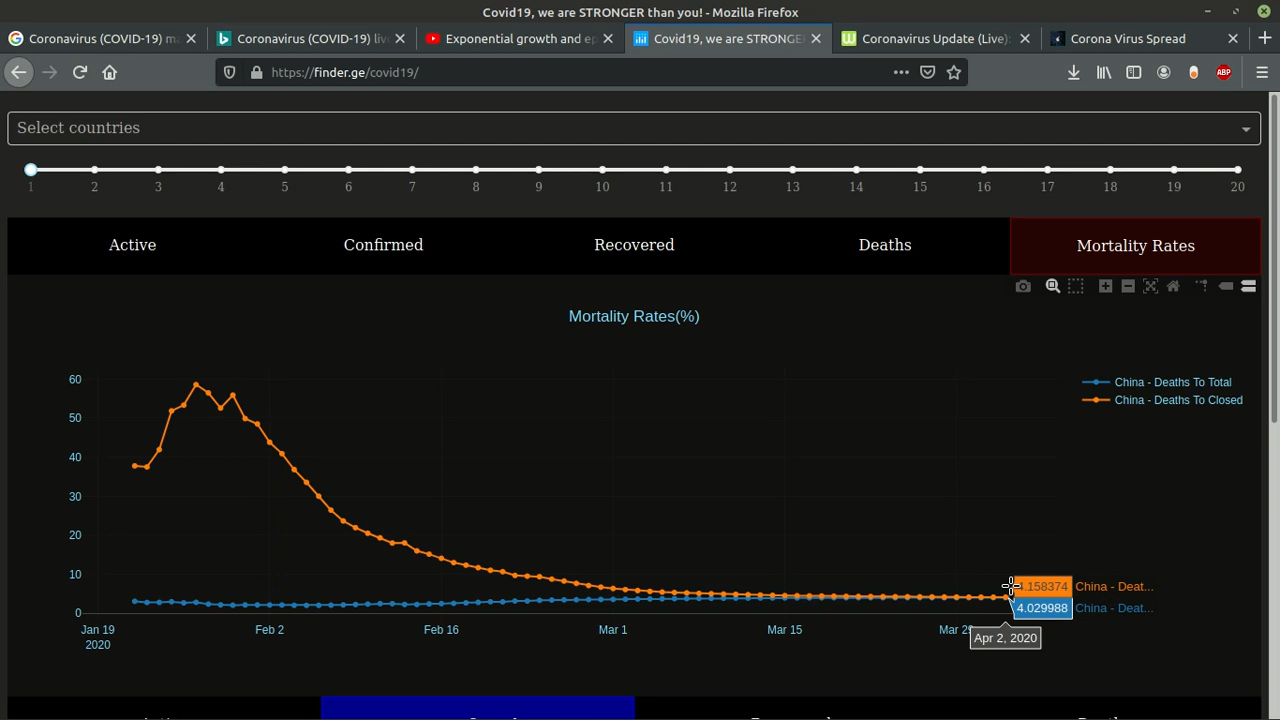 Covid19, we are STRONGER than you! - Mozilla Firefox
Coronavirus (COVID-19) m
Coronavirus (COVID-19) liv
Exponential growth and ep
Covid19, we are STRONGE
Coronavirus Update (Live):
Corona Virus Spread
https://finder.ge/covid19/
ABP
Select countries
1 2 3 4 5 6 7 8 9 10 11 12 13 14 15 16 17 18 19 20
Active Confirmed Recovered Deaths Mortality Rates
Mortality Rates(%)
60
50
40
30
20
10
0
China - Deaths To Total
China - Deaths To Closed
4.158374 China - Deat...
4.029988 China - Deat...
Jan 19 Feb 2 Feb 16 Mar 1 Mar 15 Mar
2020
Apr 2, 2020